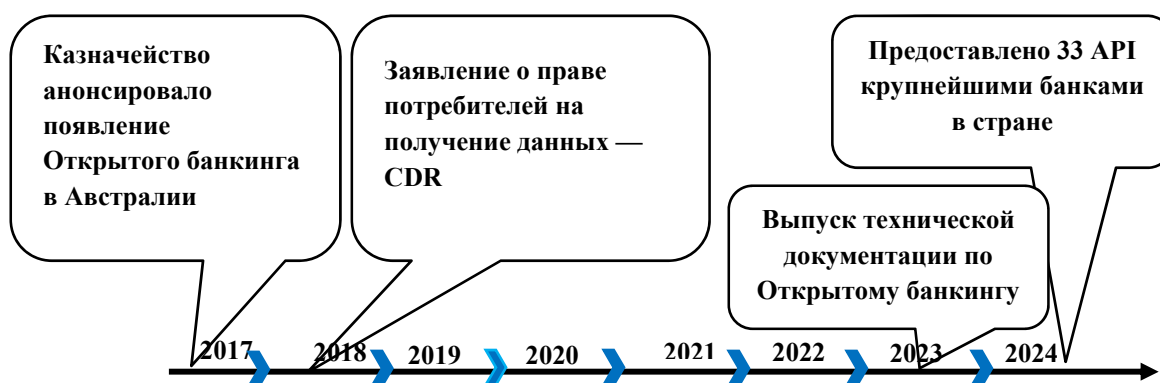 Казначейство
анонсировало
появление
Открытого банкинга
в Австралии
Заявление о праве
потребителей на
получение данных —
CDR
Предоставлено 33 API
крупнейшими банками
в стране
Выпуск технической
документации по
Открытому банкингу
2017 2018 2019 2020 2021 2022 2023 2024